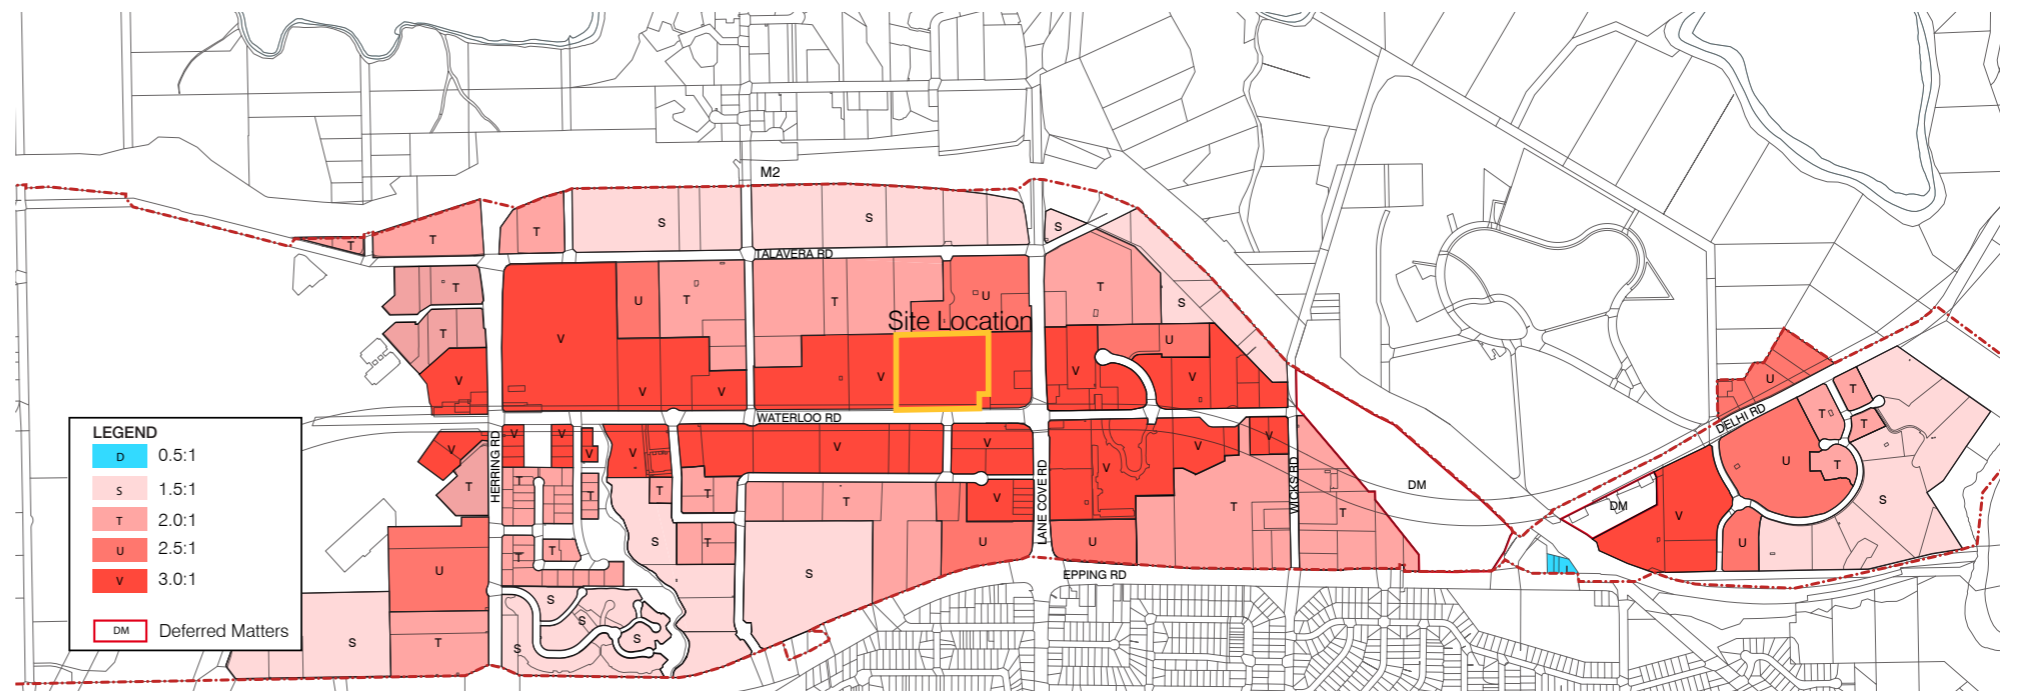 M2
S
S
S
T
T
T
TALAVERA RD
T
V
U
T
T
U
T
S
Site Location
T
U
V
V
V
V
V
V
WATERLOO RD
U
DELHI RD
T
T
T
LEGEND
D 0.5:1
S 1.5:1
T 2.0:1
U 2.5:1
V 3.0:1
DM Deferred Matters
HERRING RD
V
V
V
V
V
V
V
V
V
V
LANE COVE RD
WICKS RD
T
T
T
T
T
T
V
T
T
DM
DM
V
U
T
S
U
T
T
S
T
S
U
U
U
EPPING RD
S
S
S
S
T
S